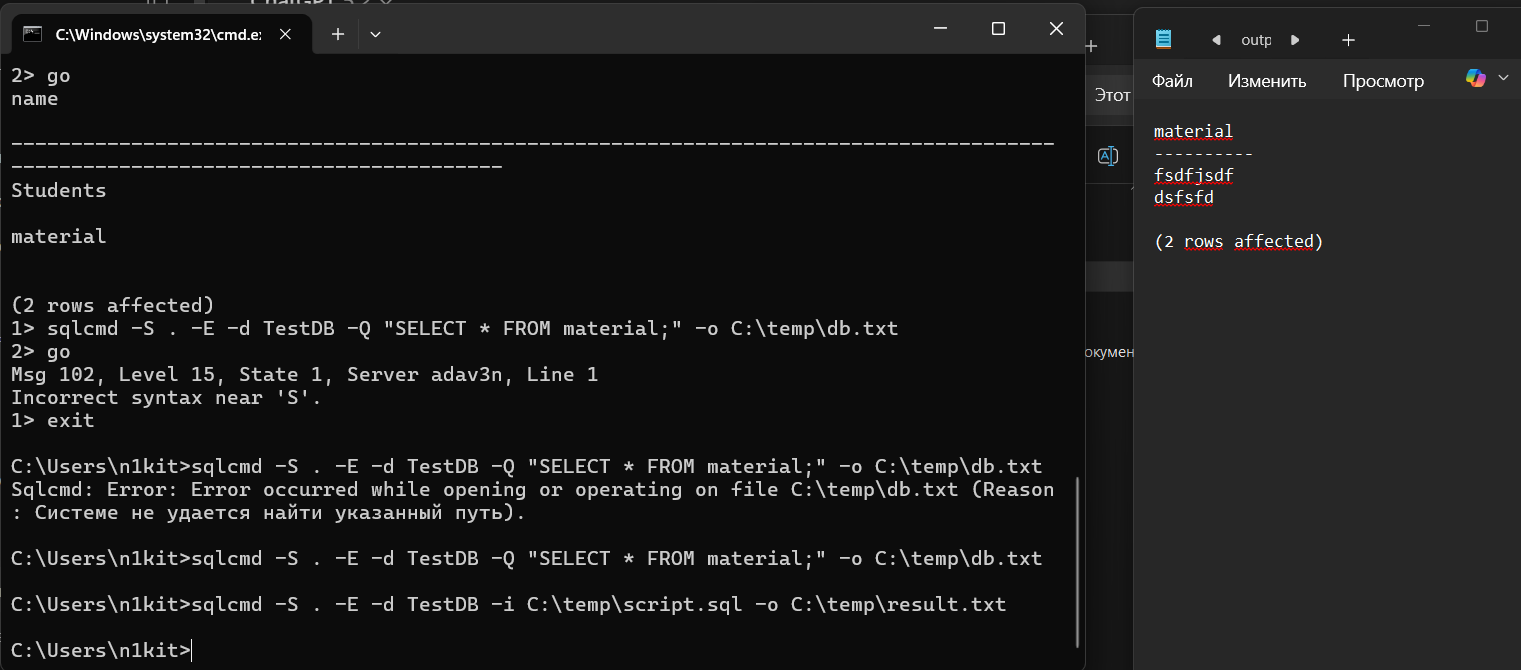 C:\Windows\system32\cmd.e
2> go
name
--------------------------------------------------------------------------------------
-----------------------------------------
Students
material
(2 rows affected)
1> sqlcmd -S . -E -d TestDB -Q "SELECT * FROM material;" -o C:\temp\db.txt
2> go
Msg 102, Level 15, State 1, Server adav3n, Line 1
Incorrect syntax near 'S'.
1> exit
C:\Users\n1kit>sqlcmd -S . -E -d TestDB -Q "SELECT * FROM material;" -o C:\temp\db.txt
Sqlcmd: Error: Error occurred while opening or operating on file C:\temp\db.txt (Reason
: Системе не удается найти указанный путь).
C:\Users\n1kit>sqlcmd -S . -E -d TestDB -Q "SELECT * FROM material;" -o C:\temp\db.txt
C:\Users\n1kit>sqlcmd -S . -E -d TestDB -i C:\temp\script.sql -o C:\temp\result.txt
C:\Users\n1kit>
Этот
окумен
outp
Файл Изменить Просмотр
material
----------
fsdfjsdf
dsfsfd
(2 rows affected)